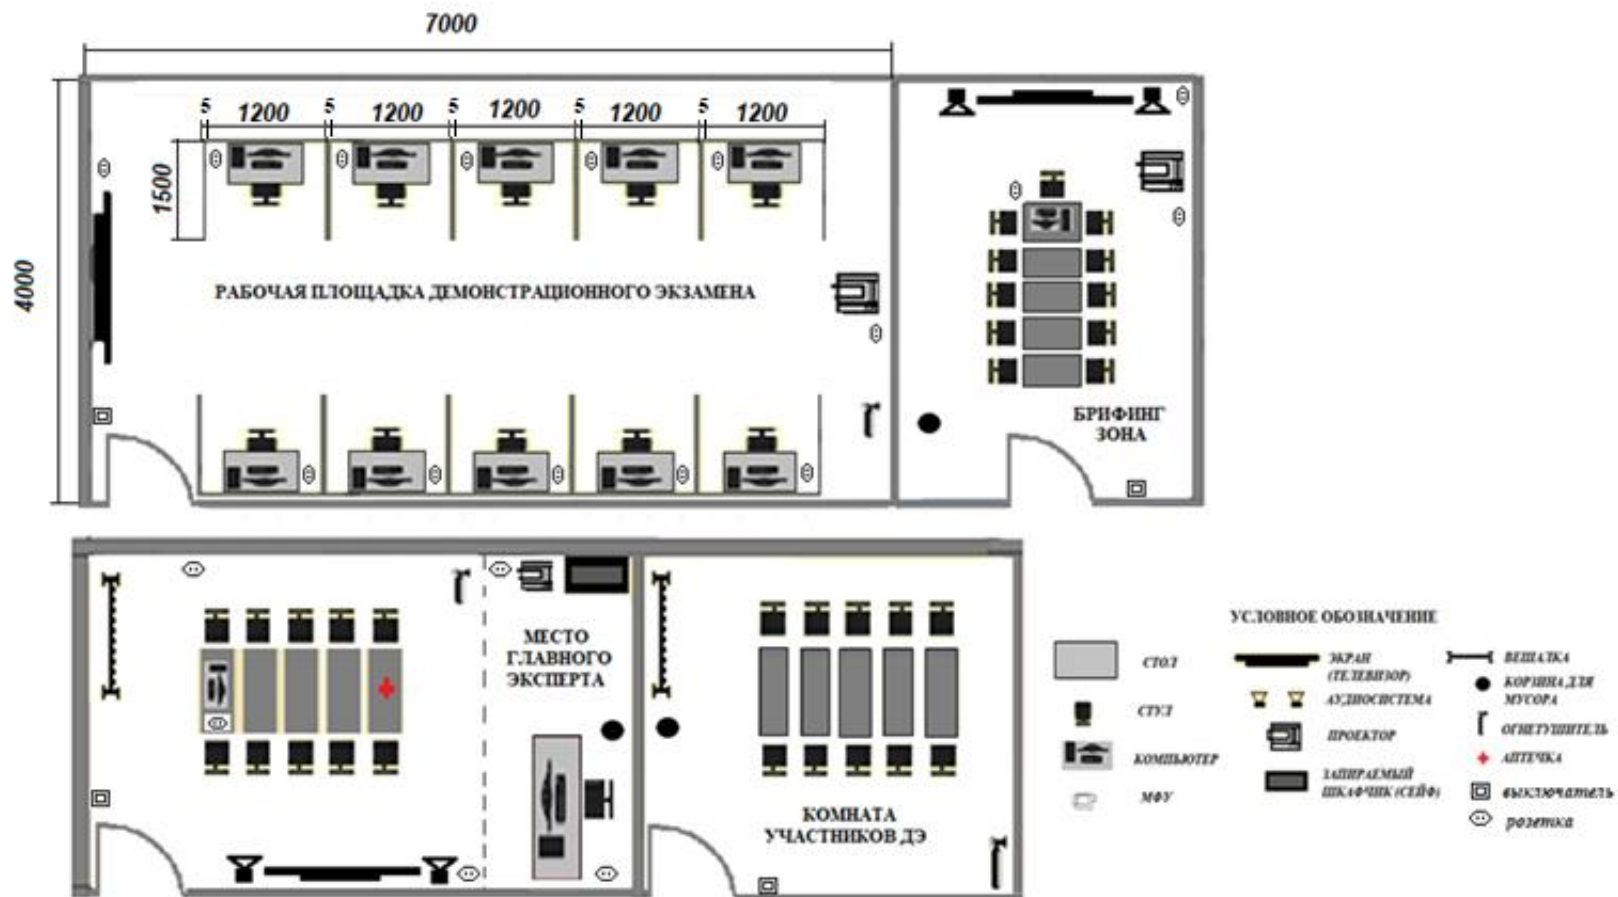 7000
5 1200 5 1200 5 1200 5 1200 5 1200
1500
4000
РАБОЧАЯ ПЛОЩАДКА ДЕМОНСТРАЦИОННОГО ЭКЗАМЕНА
БРИФИНГ
ЗОНА
МЕСТО
ГЛАВНОГО
ЭКСПЕРТА
КОМНАТА
УЧАСТНИКОВ ДЭ
УСЛОВНОЕ ОБОЗНАЧЕНИЕ
СТОЛ
СТУЛ
КОМПЬЮТЕР
МФУ
ЭКРАН
(ТЕЛЕВИЗОР)
АУДИОСИСТЕМА
ПРОЕКТОР
ЗАПИРАЕМЫЙ
ШКАФЧИК (СЕЙФ)
ВЕШАЛКА
КОРЗИНА ДЛЯ
МУСОРА
ОГНЕТУШИТЕЛЬ
АПТЕЧКА
выключатель
розетка